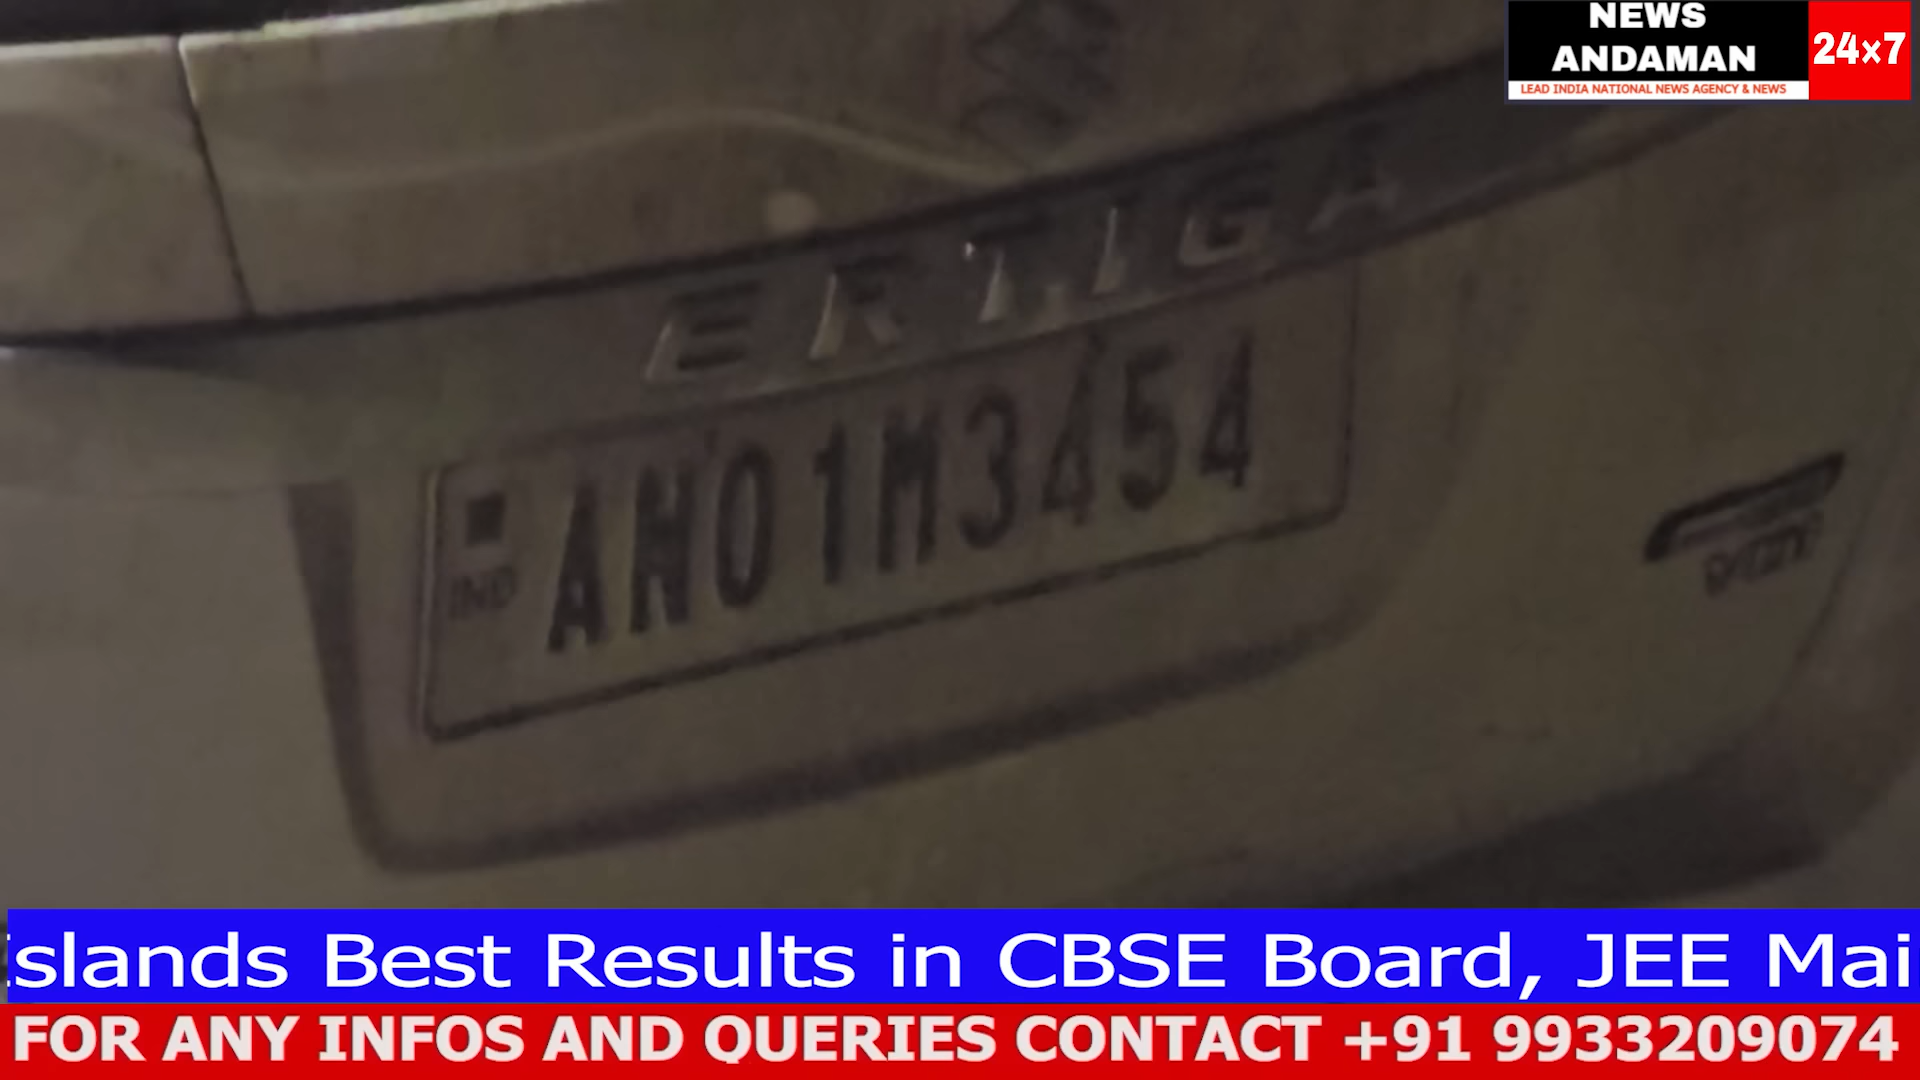 NEWS
ANDAMAN
24x7
LEAD INDIA NATIONAL NEWS AGENCY & NEWS
ERTIGA
IND
AN01M3454
slands Best Results in CBSE Board, JEE Mai
FOR ANY INFOS AND QUERIES CONTACT +91 9933209074